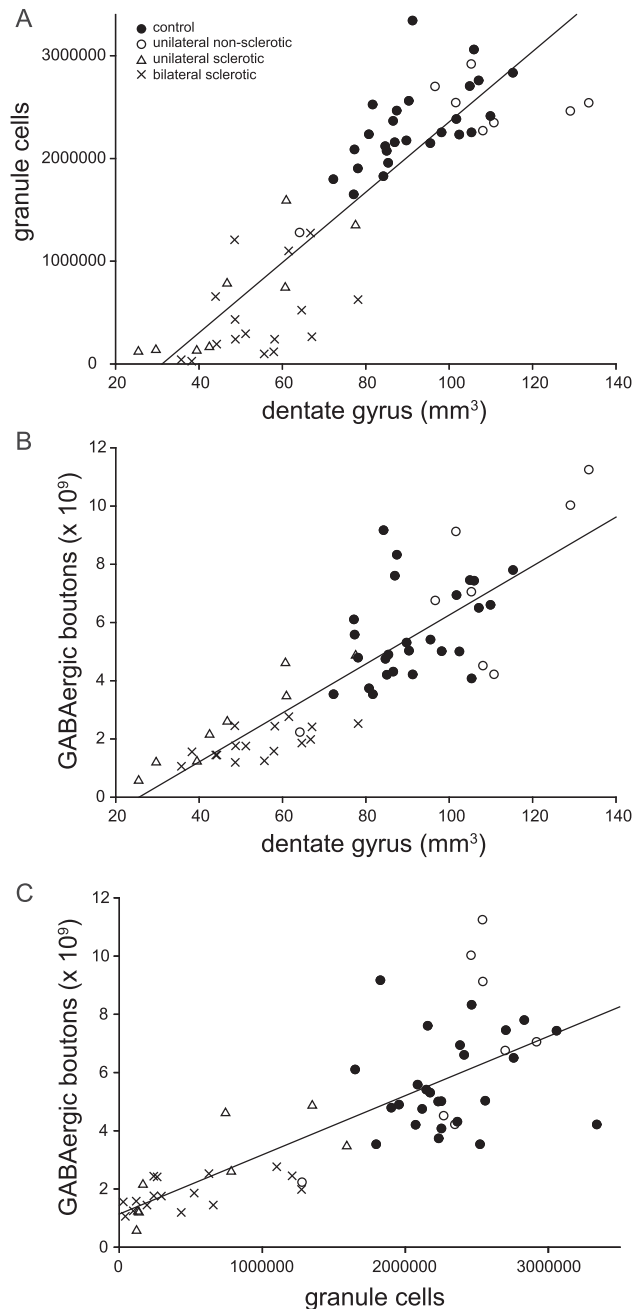 A
control
unilateral non-sclerotic
unilateral sclerotic
bilateral sclerotic
granule cells
3000000
2000000
1000000
0
20 40 60 80 100 120 140
dentate gyrus (mm³)
B
GABAergic boutons (x 10⁹)
12
10
8
6
4
2
0
20 40 60 80 100 120 140
dentate gyrus (mm³)
C
GABAergic boutons (x 10⁹)
12
10
8
6
4
2
0
0 1000000 2000000 3000000
granule cells